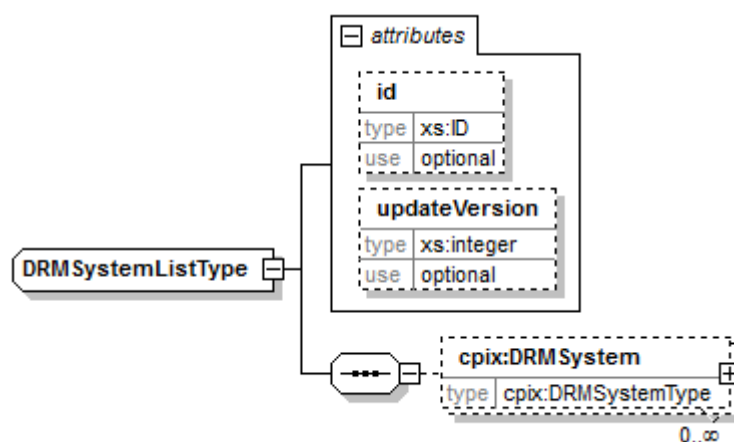 attributes
id
type xs:ID
use optional
updateVersion
type xs:integer
use optional
DRMSystemListType
cpix:DRMSystem
type cpix:DRMSystemType
0..∞